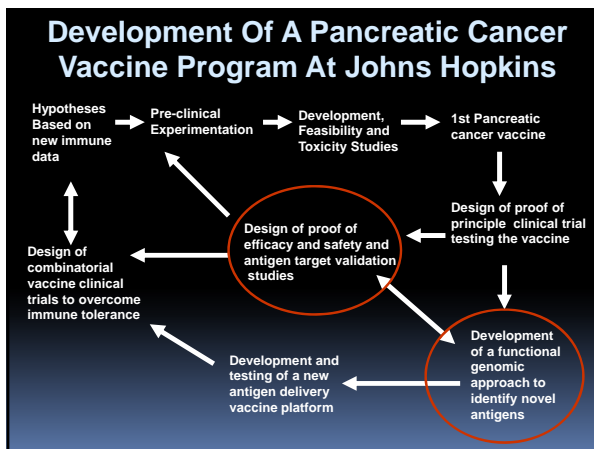 Development Of A Pancreatic Cancer
Vaccine Program At Johns Hopkins
Hypotheses
Based on
new immune
data
Pre-clinical
Experimentation
Development,
Feasibility and
Toxicity Studies
1st Pancreatic
cancer vaccine
Design of proof of
principle clinical trial
testing the vaccine
Design of proof of
efficacy and safety and
antigen target validation
studies
Design of
combinatorial
vaccine clinical
trials to overcome
immune tolerance
Development
of a functional
genomic
approach to
identify novel
antigens
Development and
testing of a new
antigen delivery
vaccine platform